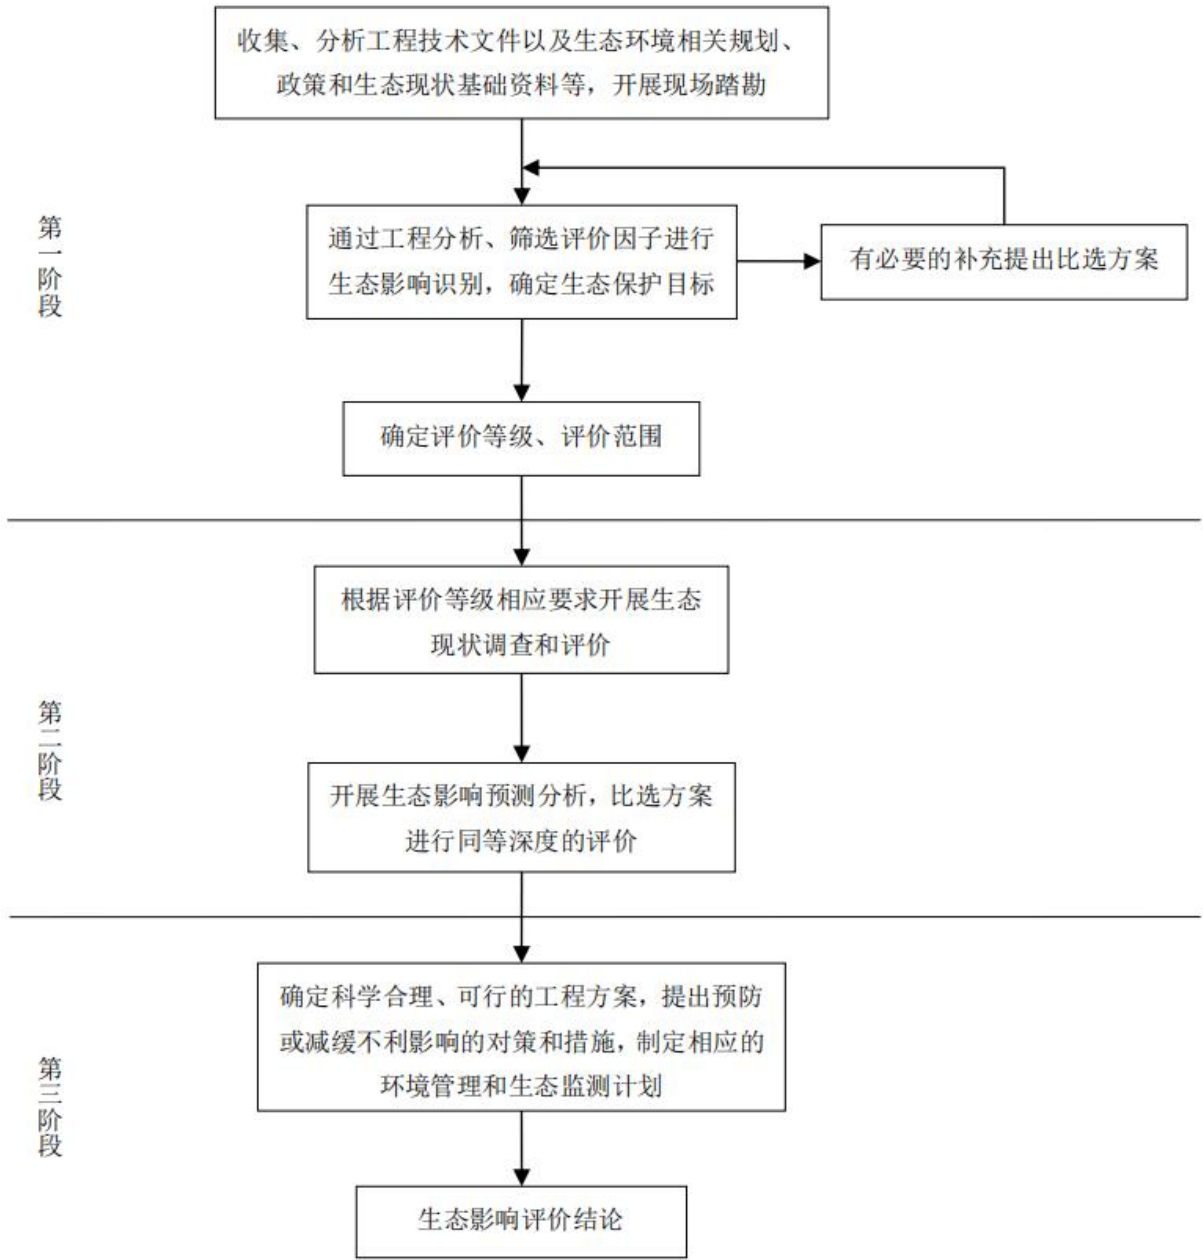 收集、分析工程技术文件以及生态环境相关规划、
政策和生态现状基础资料等，开展现场踏勘
第一阶段
通过工程分析、筛选评价因子进行
生态影响识别，确定生态保护目标
有必要的补充提出比选方案
确定评价等级、评价范围
根据评价等级相应要求开展生态
现状调查和评价
第二阶段
开展生态影响预测分析，比选方案
进行同等深度的评价
确定科学合理、可行的工程方案，提出预防
或减缓不利影响的对策和措施，制定相应的
环境管理和生态监测计划
第三阶段
生态影响评价结论